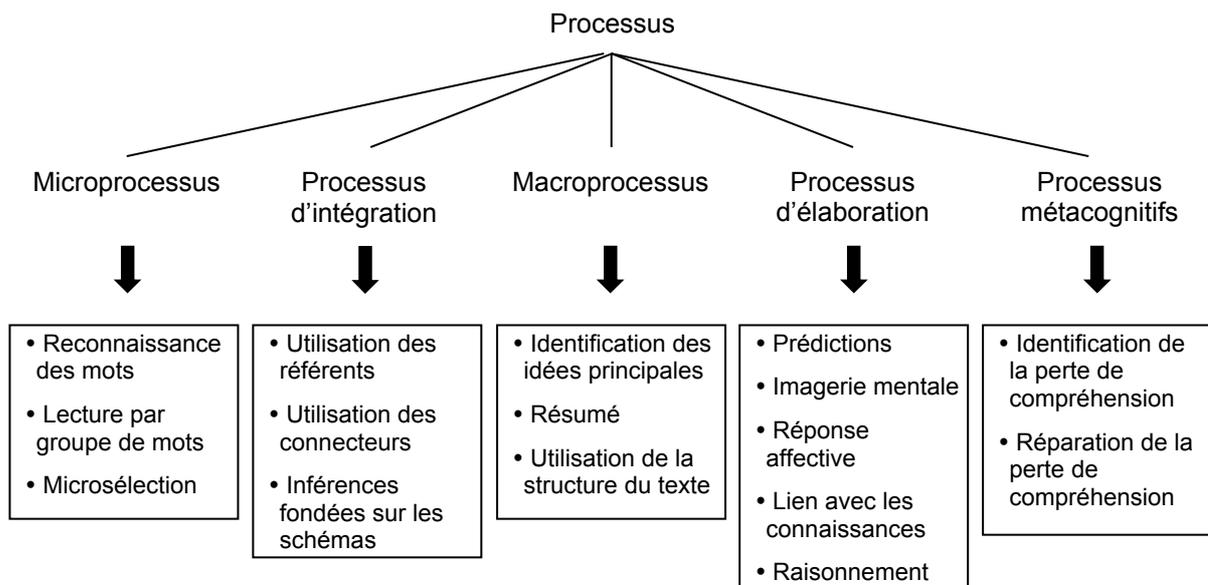 Processus
Microprocessus
Processus
d'intégration
Macroprocessus
Processus
d'élaboration
Processus
métacognitifs
• Reconnaissance
des mots
• Lecture par
groupe de mots
• Microsélection
• Utilisation des
référents
• Utilisation des
connecteurs
• Inférences
fondées sur les
schémas
• Identification des
idées principales
• Résumé
• Utilisation de la
structure du texte
• Prédictions
• Imagerie mentale
• Réponse
affective
• Lien avec les
connaissances
• Raisonnement
• Identification de
la perte de
compréhension
• Réparation de la
perte de
compréhension